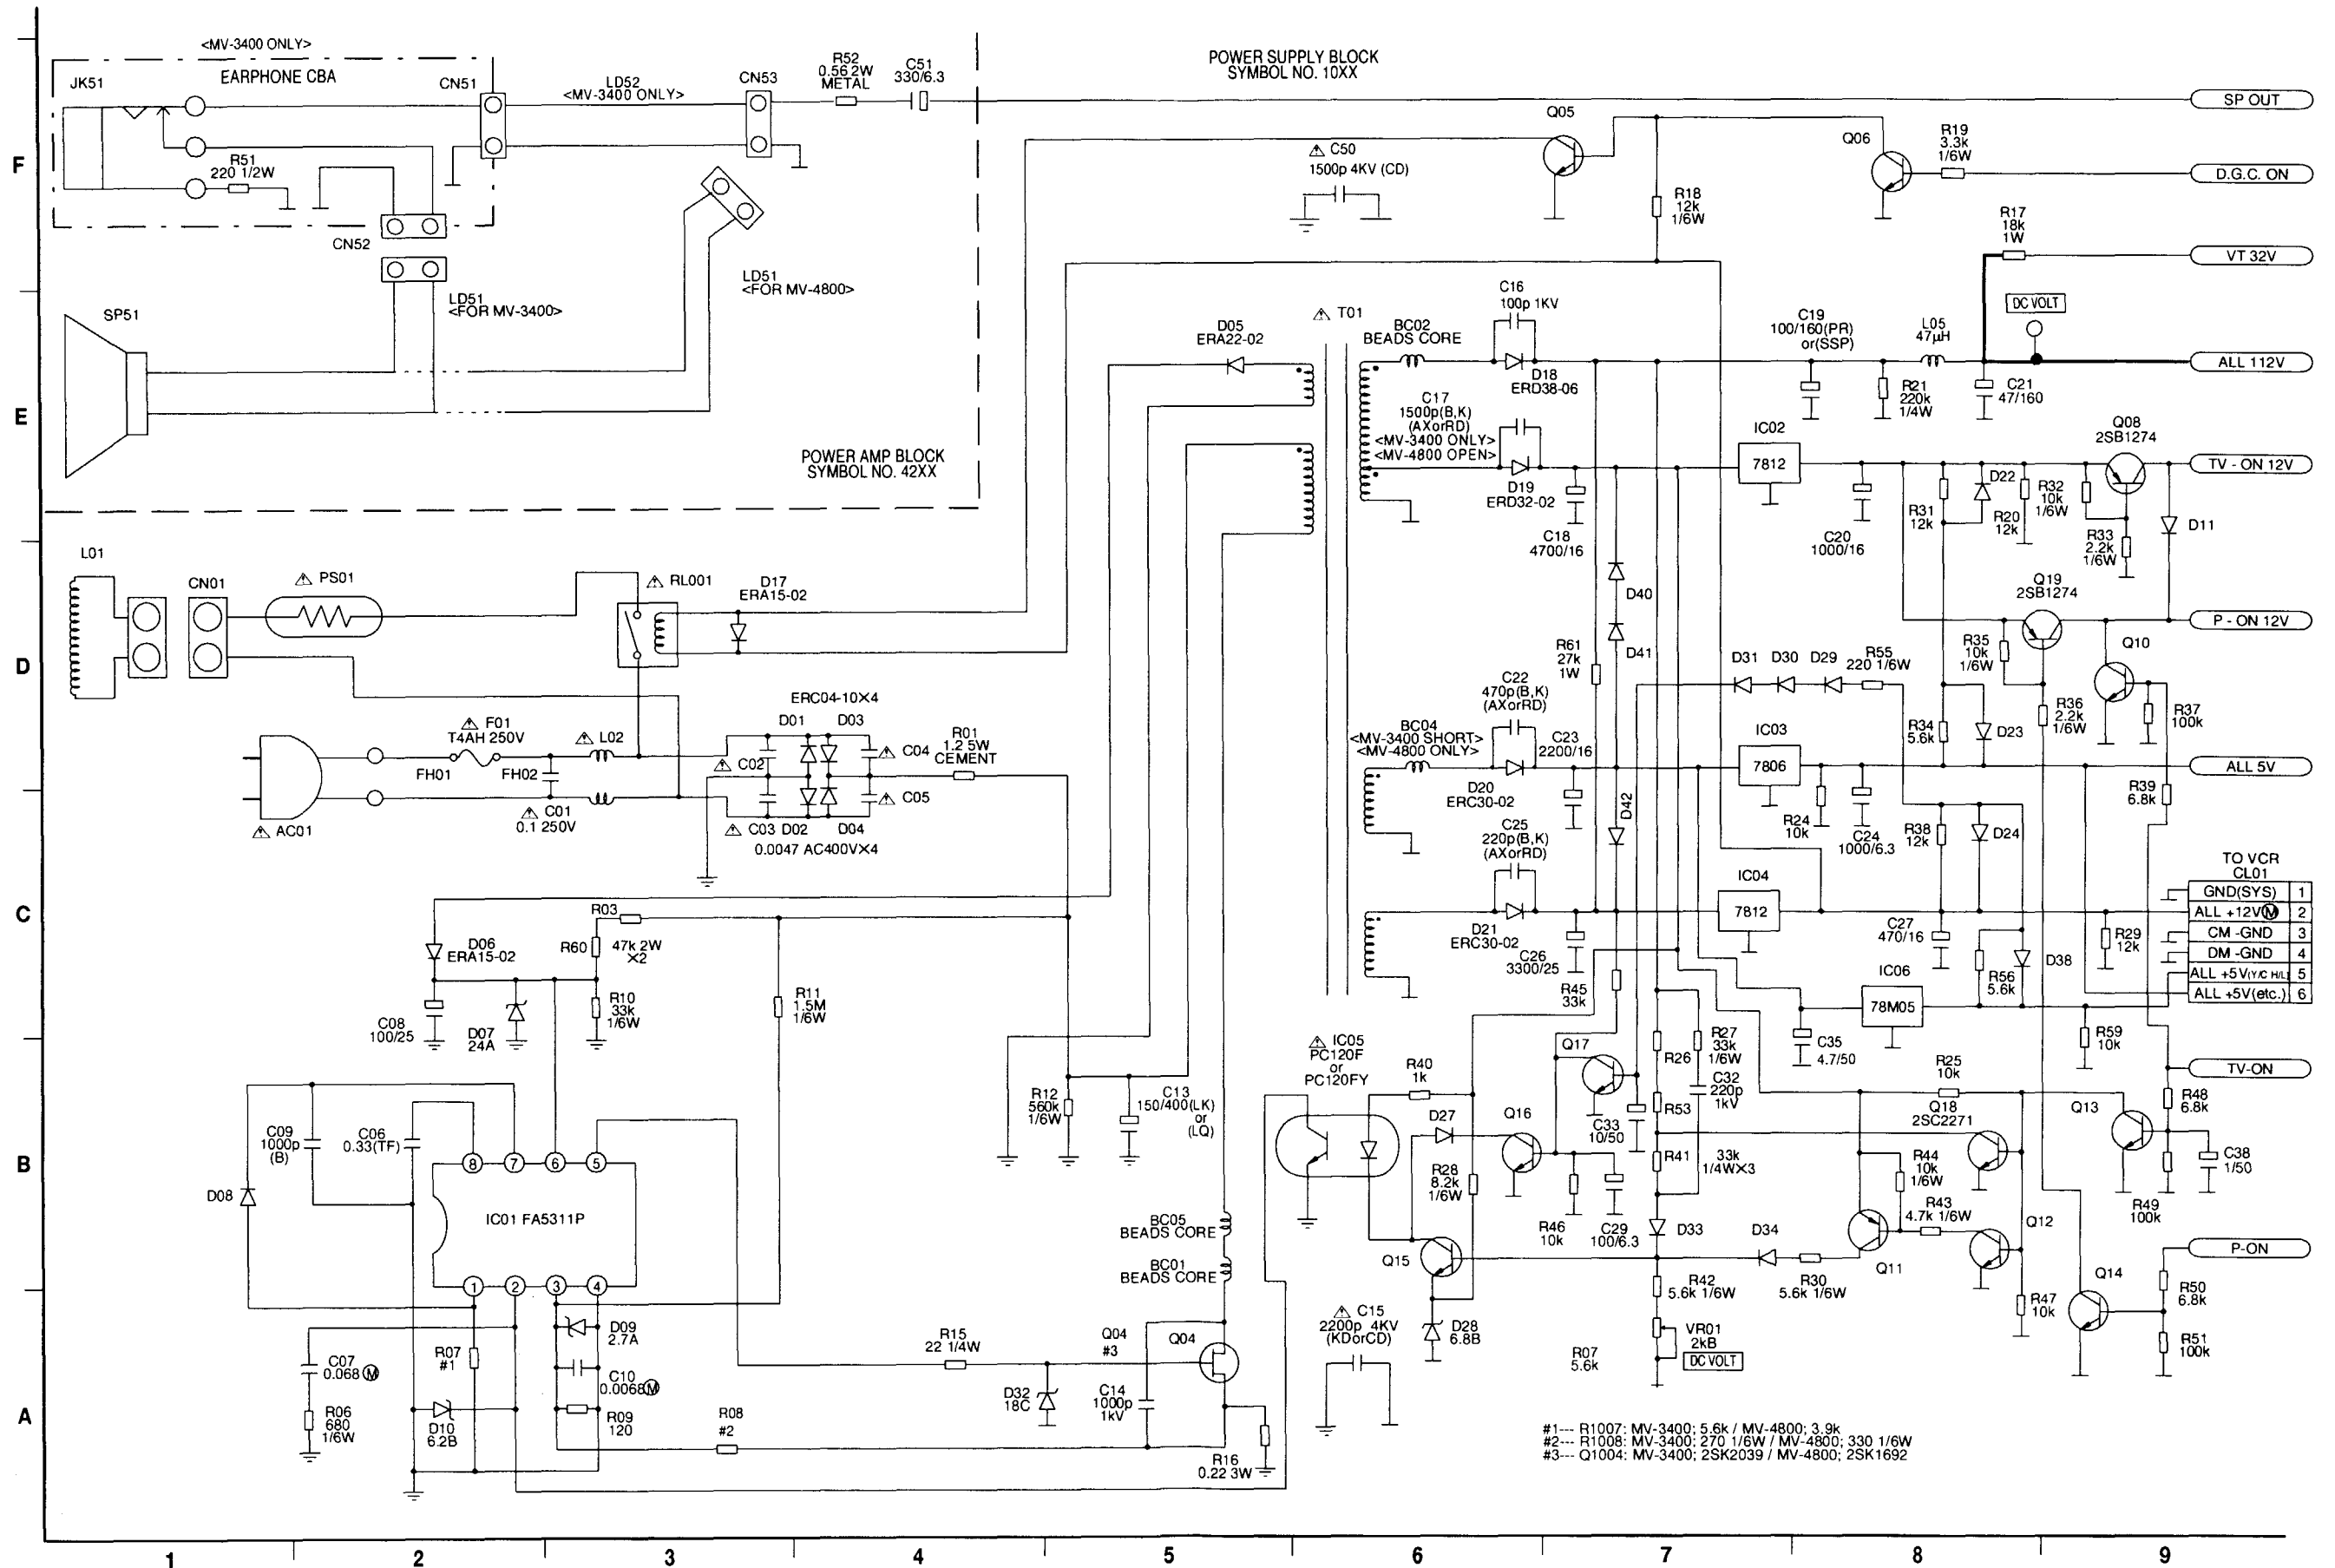 <MV-3400 ONLY>
EARPHONE CBA
JK51
CN51
LD52
<MV-3400 ONLY>
CN53
R52
0.56 2W
METAL
C51
330/6.3
POWER SUPPLY BLOCK
SYMBOL NO. 10XX
SP OUT
F
R51
220 1/2W
CN52
LD51
<FOR MV-3400>
LD51
<FOR MV-4800>
C50
1500p 4KV (CD)
Q05
R18
12k
1/6W
Q06
R19
3.3k
1/6W
D.G.C. ON
R17
18k
1W
VT 32V
DC VOLT
E
SP51
POWER AMP BLOCK
SYMBOL NO. 42XX
D05
ERA22-02
T01
BC02
BEADS CORE
C16
100p 1KV
D18
ERD38-06
C17
1500p(B,K)
(AXorRD)
<MV-3400 ONLY>
<MV-4800 OPEN>
D19
ERD32-02
C18
4700/16
C19
100/160(PR)
or(SSP)
L05
47µH
R21
220k
1/4W
C21
47/160
ALL 112V
IC02
7812
C20
1000/16
R31
12k
D22
R20
12k
R32
10k
1/6W
Q08
2SB1274
R33
2.2k
1/6W
D11
TV - ON 12V
D
L01
CN01
PS01
RL001
D17
ERA15-02
D40
D41
R61
27k
1W
D31
D30
D29
R55
220 1/6W
Q19
2SB1274
R35
10k
1/6W
Q10
P - ON 12V
R36
2.2k
1/6W
R37
100k
F01
T4AH 250V
FH01
FH02
L02
C01
0.1 250V
AC01
ERC04-10X4
D01
D03
C02
C04
C03
D02
D04
C05
0.0047 AC400VX4
R01
1.2 5W
CEMENT
C22
470p(B,K)
(AXorRD)
BC04
<MV-3400 SHORT>
<MV-4800 ONLY>
C23
2200/16
D20
ERC30-02
D42
IC03
7806
R34
5.6k
D23
R24
10k
C24
1000/6.3
R38
12k
D24
R39
6.8k
ALL 5V
C
C25
220p(B,K)
(AXorRD)
D21
ERC30-02
C26
3300/25
IC04
7812
C27
470/16
R56
5.6k
D38
R29
12k
TO VCR
CL01
GND(SYS) 1
ALL +12V Ⓜ 2
CM -GND 3
DM -GND 4
ALL +5V(Y/C H/L) 5
ALL +5V(etc.) 6
R03
R60
47k 2W
X2
D06
ERA15-02
C08
100/25
D07
24A
R10
33k
1/6W
R11
1.5M
1/6W
R45
33k
IC06
78M05
C35
4.7/50
R59
10k
B
IC05
PC120F
or
PC120FY
R12
560k
1/6W
C13
150/400(LK)
or
(LQ)
R40
1k
D27
R28
8.2k
1/6W
Q16
Q17
C33
10/50
R26
R53
R41
R27
33k
1/6W
C32
220p
1kV
33k
1/4WX3
R46
10k
C29
100/6.3
D33
R25
10k
Q18
2SC2271
R44
10k
1/6W
R43
4.7k 1/6W
Q12
Q13
R48
6.8k
C38
1/50
R49
100k
TV-ON
C09
1000p
(B)
C06
0.33(TF)
8 7 6 5
D08
IC01 FA5311P
1 2 3 4
BC05
BEADS CORE
BC01
BEADS CORE
Q15
D34
Q11
R42
5.6k 1/6W
R30
5.6k 1/6W
R47
10k
Q14
P-ON
R50
6.8k
R51
100k
A
C07
0.068 Ⓜ
R06
680
1/6W
R07
#1
D10
6.2B
D09
2.7A
C10
0.0068 Ⓜ
R09
120
R08
#2
R15
22 1/4W
D32
18C
Q04
#3
Q04
C14
1000p
1kV
R16
0.22 3W
C15
2200p 4KV
(KDorCD)
D28
6.8B
R07
5.6k
VR01
2kB
DC VOLT
#1--- R1007: MV-3400; 5.6k / MV-4800; 3.9k
#2--- R1008: MV-3400; 270 1/6W / MV-4800; 330 1/6W
#3--- Q1004: MV-3400; 2SK2039 / MV-4800; 2SK1692
1 2 3 4 5 6 7 8 9